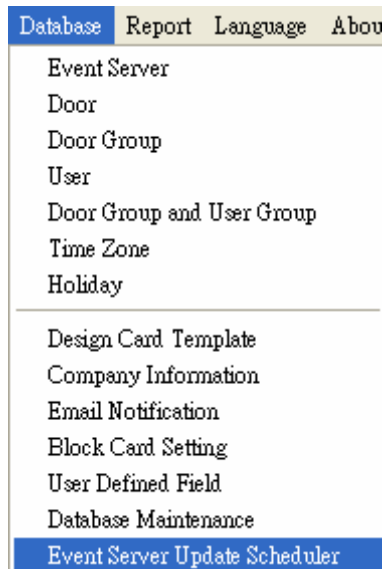 Database Report Language Abou
Event Server
Door
Door Group
User
Door Group and User Group
Time Zone
Holiday
Design Card Template
Company Information
Email Notification
Block Card Setting
User Defined Field
Database Maintenance
Event Server Update Scheduler